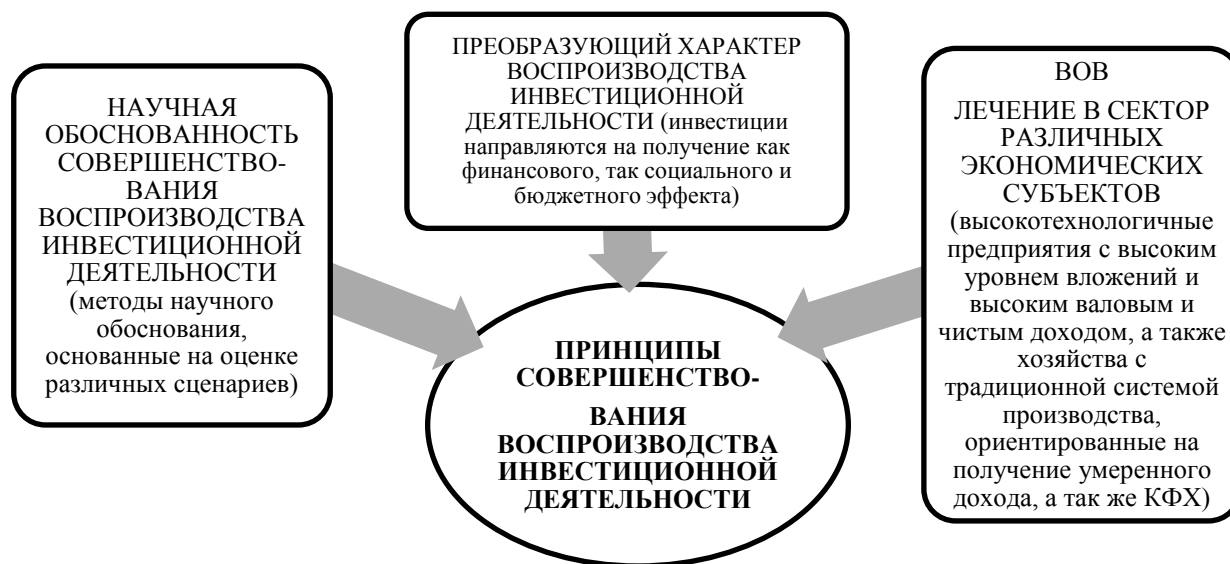 НАУЧНАЯ
ОБОСНОВАННОСТЬ
СОВЕРШЕНСТВО-
ВАНИЯ
ВОСПРОИЗВОДСТВА
ИНВЕСТИЦИОННОЙ
ДЕЯТЕЛЬНОСТИ
(методы научного
обоснования,
основанные на оценке
различных сценариев)
ПРЕОБРАЗУЮЩИЙ ХАРАКТЕР
ВОСПРОИЗВОДСТВА
ИНВЕСТИЦИОННОЙ
ДЕЯТЕЛЬНОСТИ (инвестиции
направляются на получение как
финансового, так социального и
бюджетного эффекта)
ВОВ
ЛЕЧЕНИЕ В СЕКТОР
РАЗЛИЧНЫХ
ЭКОНОМИЧЕСКИХ
СУБЪЕКТОВ
(высокотехнологичные
предприятия с высоким
уровнем вложений и
высоким валовым и
чистым доходом, а также
хозяйства с
традиционной системой
производства,
ориентированные на
получение умеренного
дохода, а так же КФХ)
ПРИНЦИПЫ
СОВЕРШЕНСТВО-
ВАНИЯ
ВОСПРОИЗВОДСТВА
ИНВЕСТИЦИОННОЙ
ДЕЯТЕЛЬНОСТИ